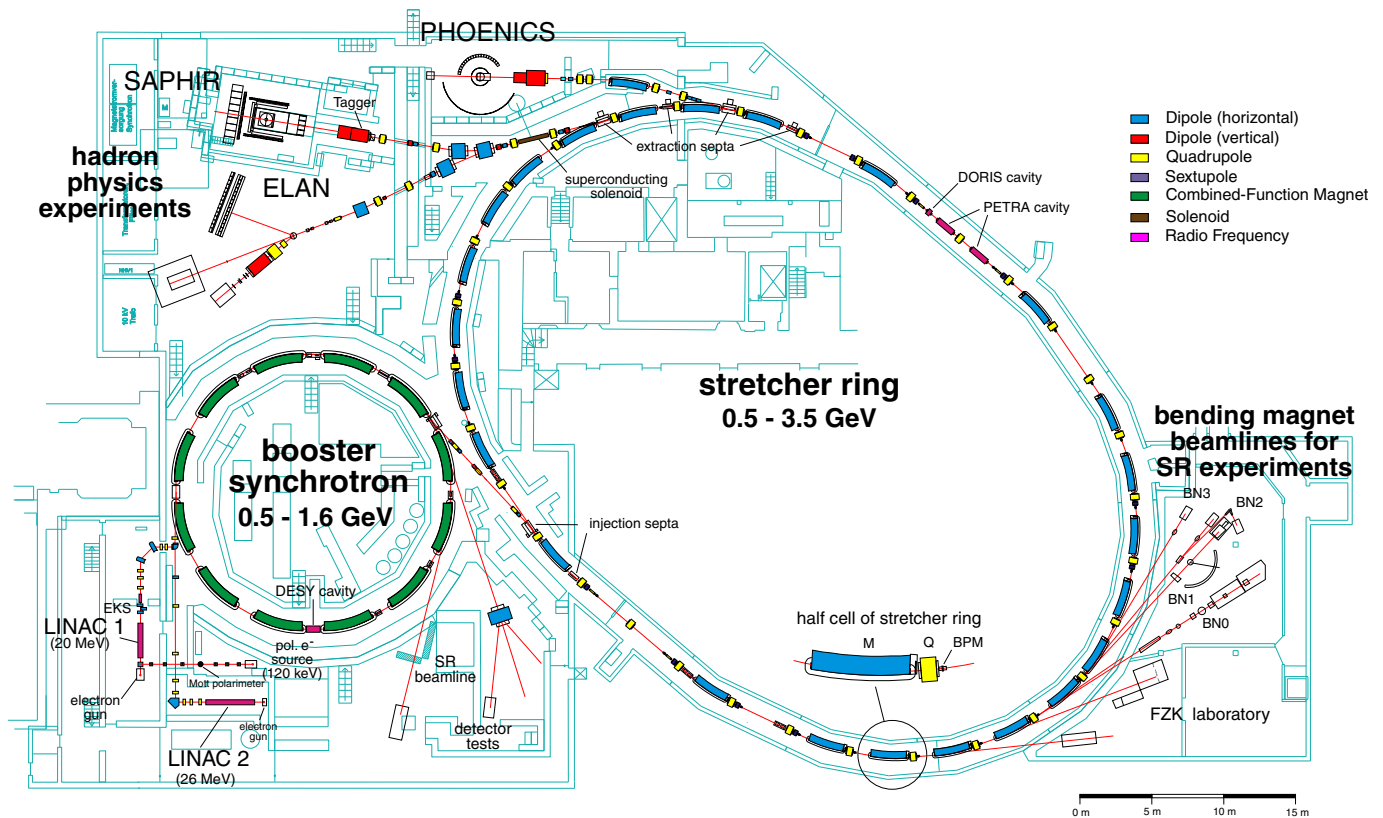 PHOENICS
SAPHIR
Tagger
M
hadron
physics
experiments
ELAN
extraction septa
superconducting
solenoid
DORIS cavity
PETRA cavity
Dipole (horizontal)
Dipole (vertical)
Quadrupole
Sextupole
Combined-Function Magnet
Solenoid
Radio Frequency
10 kV
Trafo
stretcher ring
0.5 - 3.5 GeV
booster
synchrotron
0.5 - 1.6 GeV
bending magnet
beamlines for
SR experiments
BN3
BN2
BN1
BN0
injection septa
DESY cavity
EKS
LINAC 1
(20 MeV)
pol. e-
source
(120 keV)
Mott polarimeter
electron
gun
electron
gun
LINAC 2
(26 MeV)
SR
beamline
detector
tests
half cell of stretcher ring
M
Q
BPM
FZK laboratory
0 m
5 m
10 m
15 m